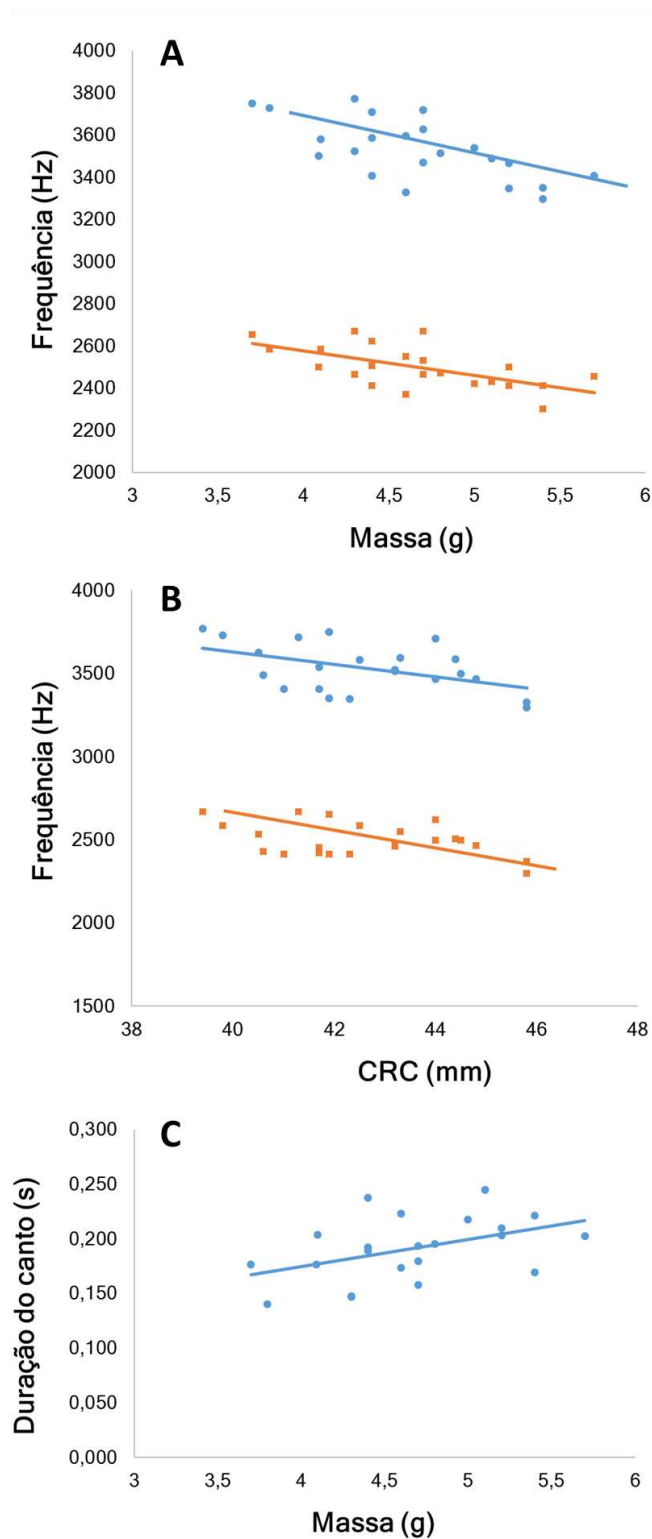 A
4000
3800
3600
3400
3200
3000
2800
2600
2400
2200
2000
Frequência (Hz)
3 3,5 4 4,5 5 5,5 6
Massa (g)
B
4000
3500
3000
2500
2000
1500
Frequência (Hz)
38 40 42 44 46 48
CRC (mm)
C
0,300
0,250
0,200
0,150
0,100
0,050
0,000
Duração do canto (s)
3 3,5 4 4,5 5 5,5 6
Massa (g)